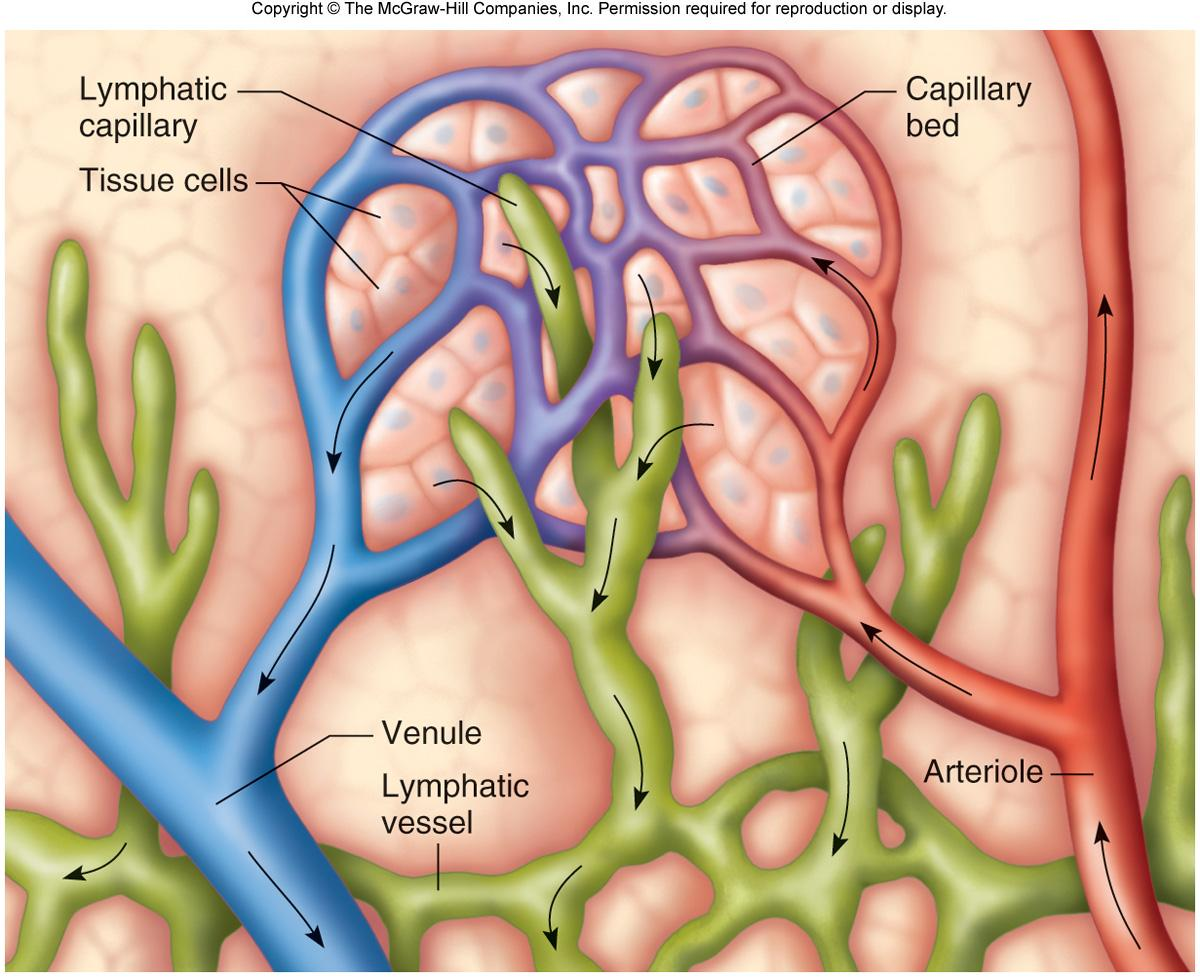 Copyright © The McGraw-Hill Companies, Inc. Permission required for reproduction or display.
Lymphatic
capillary
Capillary
bed
Tissue cells
Venule
Lymphatic
vessel
Arteriole